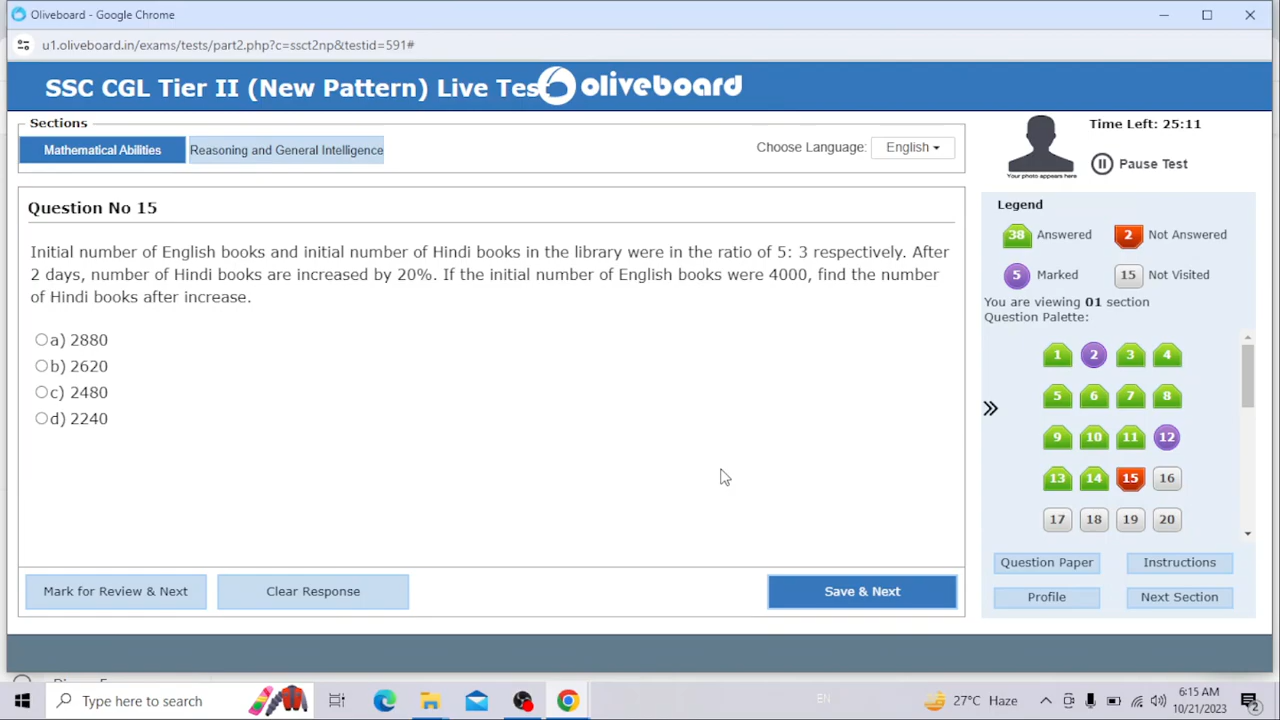 Oliveboard - Google Chrome
u1.oliveboard.in/exams/tests/part2.php?c=ssct2np&testid=591#
SSC CGL Tier II (New Pattern) Live Tes
oliveboard
Sections
Mathematical Abilities
Reasoning and General Intelligence
Choose Language:
English
Your photo appears here
Time Left: 25:11
Pause Test
Question No 15
Initial number of English books and initial number of Hindi books in the library were in the ratio of 5: 3 respectively. After
2 days, number of Hindi books are increased by 20%. If the initial number of English books were 4000, find the number
of Hindi books after increase.
a) 2880
b) 2620
c) 2480
d) 2240
Mark for Review & Next
Clear Response
Save & Next
Legend
38 Answered
2 Not Answered
5 Marked
15 Not Visited
You are viewing 01 section
Question Palette:
1 2 3 4
5 6 7 8
9 10 11 12
13 14 15 16
17 18 19 20
Question Paper
Instructions
Profile
Next Section
Type here to search
EN
27°C Haze
6:15 AM
10/21/2023
2